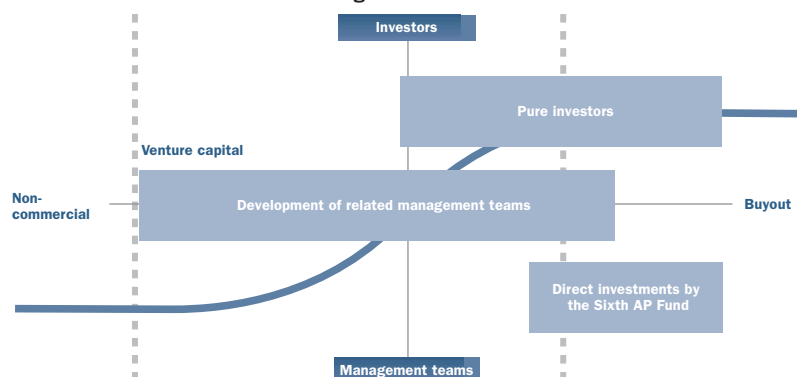 Investors
Pure investors
Venture capital
Non-
commercial
Development of related management teams
Buyout
Direct investments by
the Sixth AP Fund
Management teams